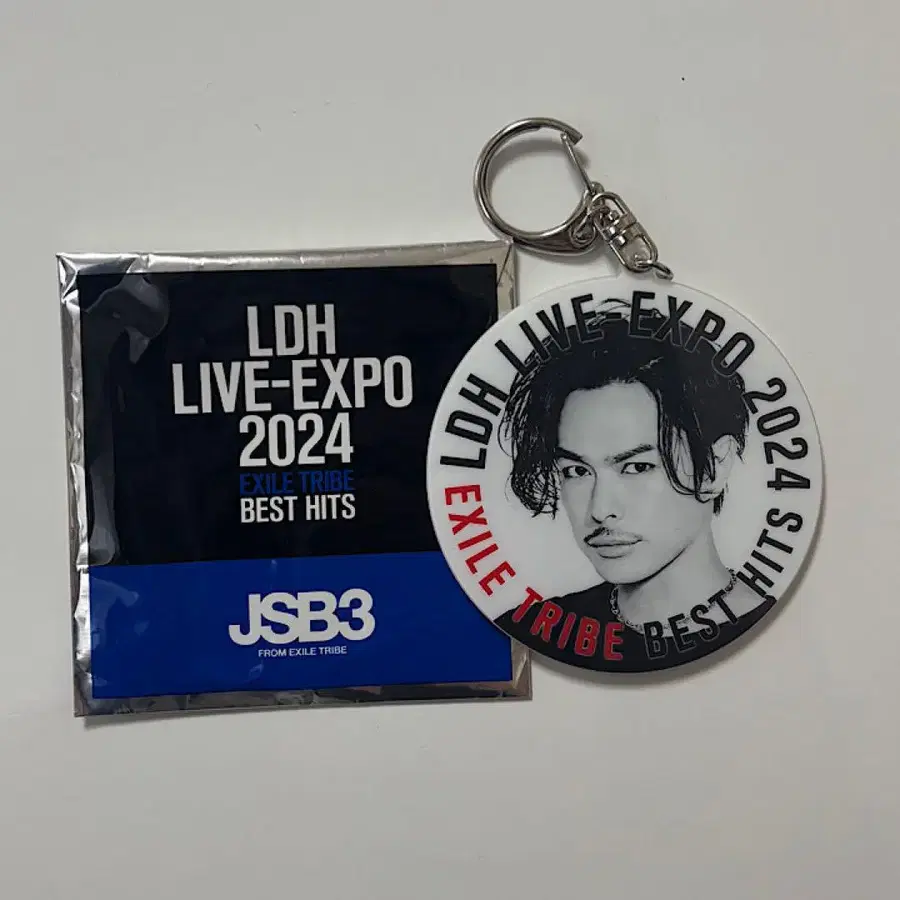 LDH
LIVE-EXPO
2024
EXILE TRIBE
BEST HITS
JSB3
FROM EXILE TRIBE
LDH LIVE-EXPO 2024
EXILE TRIBE BEST HITS